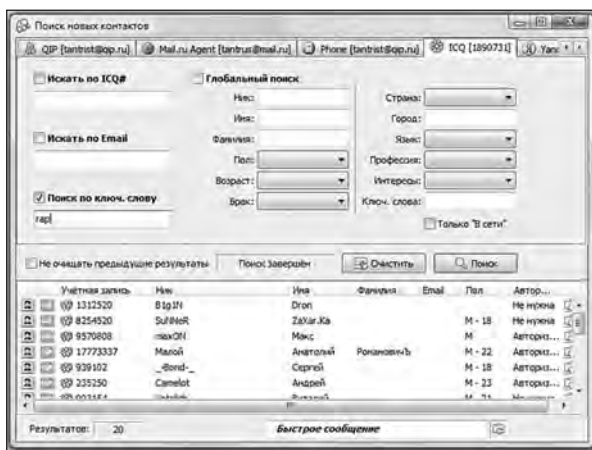 Поиск новых контактов
QIP [tantrist@qip.ru] Mail.ru Agent [tantrus@mail.ru] Phone [tantrist@qip.ru] ICQ [1890731]
Искать по ICQ# Глобальный поиск
Ник: Страна:
Имя: Город:
Искать по Email Фамилия: Язык:
Пол: Профессия:
Возраст: Интересы:
Поиск по ключ. слову Брак: Ключ. слова:
rap Только "В сети"
Не очищать предыдущие результаты Поиск завершён Очистить Поиск
Учётная запись Ник Имя Фамилия Email Пол Автор...
1312520 B1gIN Dron Не нужна
8254520 SuNNeR ZaXar.Ka М - 18 Не нужна
9570808 maxON Макс М Авториз...
17773337 Малой Анатолий РомановичЪ М - 22 Авториз...
939102 _-Bond-_ Сергей М - 18 Авториз...
235250 Camelot Андрей М - 23 Авториз...
Результатов: 20 Быстрое сообщение